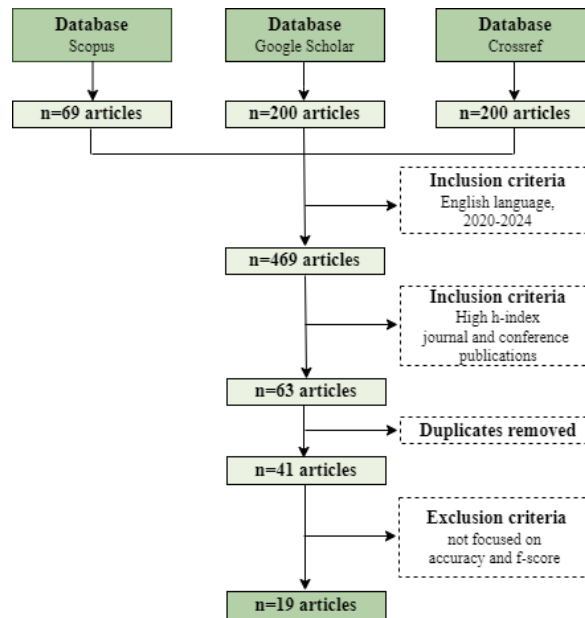 Database
Scopus
Database
Google Scholar
Database
Crossref
n=69 articles
n=200 articles
n=200 articles
Inclusion criteria
English language,
2020-2024
n=469 articles
Inclusion criteria
High h-index
journal and conference
publications
n=63 articles
Duplicates removed
n=41 articles
Exclusion criteria
not focused on
accuracy and f-score
n=19 articles